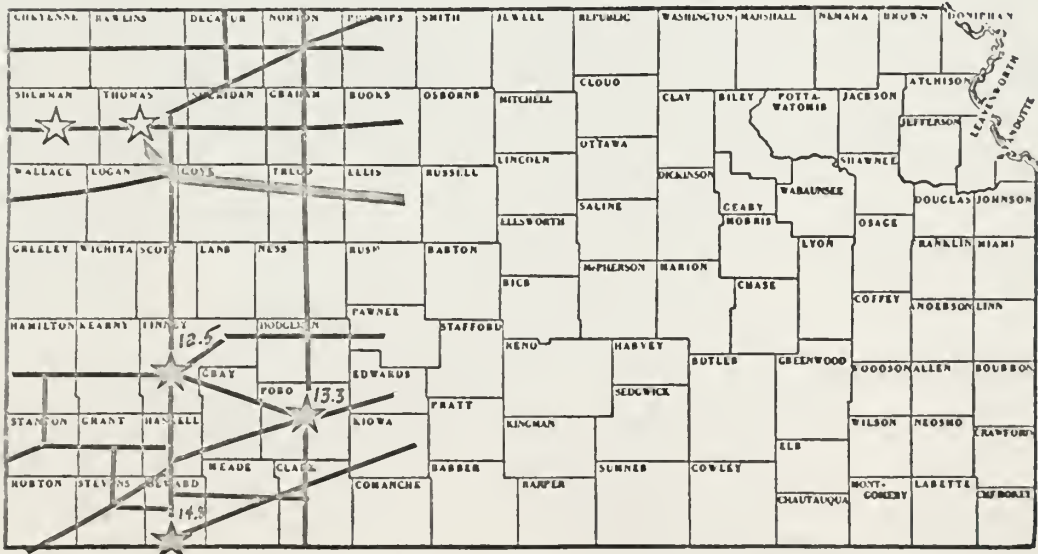 CHEYENNE RAWLINS DECATUR NORTON PHILLIPS SMITH JEWELL REPUBLIC WASHINGTON MARSHALL NEMAHA BROWN DONIPHAN
CLOUD
ATCHISON
LEAVENWORTH
SHERMAN THOMAS SHERIDAN GRAHAM ROOKS OSBORNE MITCHELL CLAY RILEY POTTA-
WATOMIE JACKSON
JEFFERSON
OTTAWA
LINCOLN
SHAWNEE
WALLACE LOGAN GOVE TREGO ELLIS RUSSELL DICKINSON
WABAUNSEE
GEARY
DOUGLAS JOHNSON
SALINE
ELLSWORTH MORRIS OSAGE
GREELEY WICHITA SCOTT LANE NESS RUSH BARTON LYON FRANKLIN MIAMI
McPHERSON MARION
RICE CHASE
COFFEY ANDERSON LINN
PAWNEE
HAMILTON KEARNY FINNEY HODGEMAN STAFFORD
12.5
RENO HARVEY
BUTLER GREENWOOD
GRAY EDWARDS WOODSON ALLEN BOURBON
FORD 13.3 SEDGWICK
PRATT
STANTON GRANT HASKELL KIOWA KINGMAN WILSON NEOSHO
CRAWFORD
ELK
MEADE CLARK BARBER SUMNER COWLEY
MORTON STEVENS SEWARD COMANCHE HARPER MONT-
GOMERY LABETTE
CHEROKEE
CHAUTAUQUA